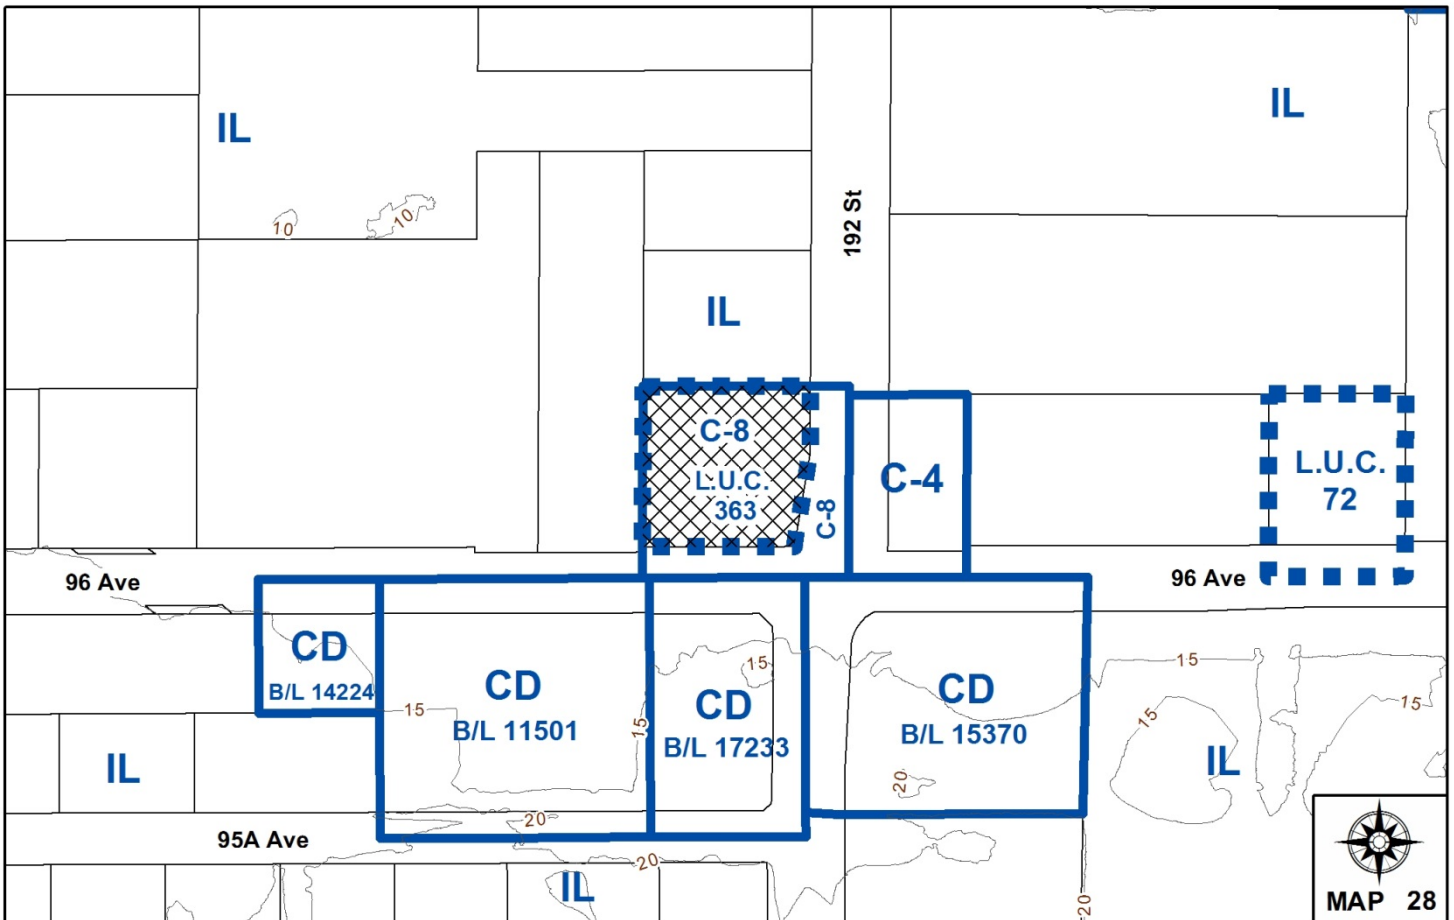 IL
IL
10
10
192 St
IL
C-8
L.U.C.
363
C-8
C-4
L.U.C.
72
96 Ave
96 Ave
CD
B/L 14224
15
CD
B/L 11501
15
15
CD
B/L 17233
CD
B/L 15370
20
15
15
15
IL
IL
20
95A Ave
20
IL
20
MAP 28